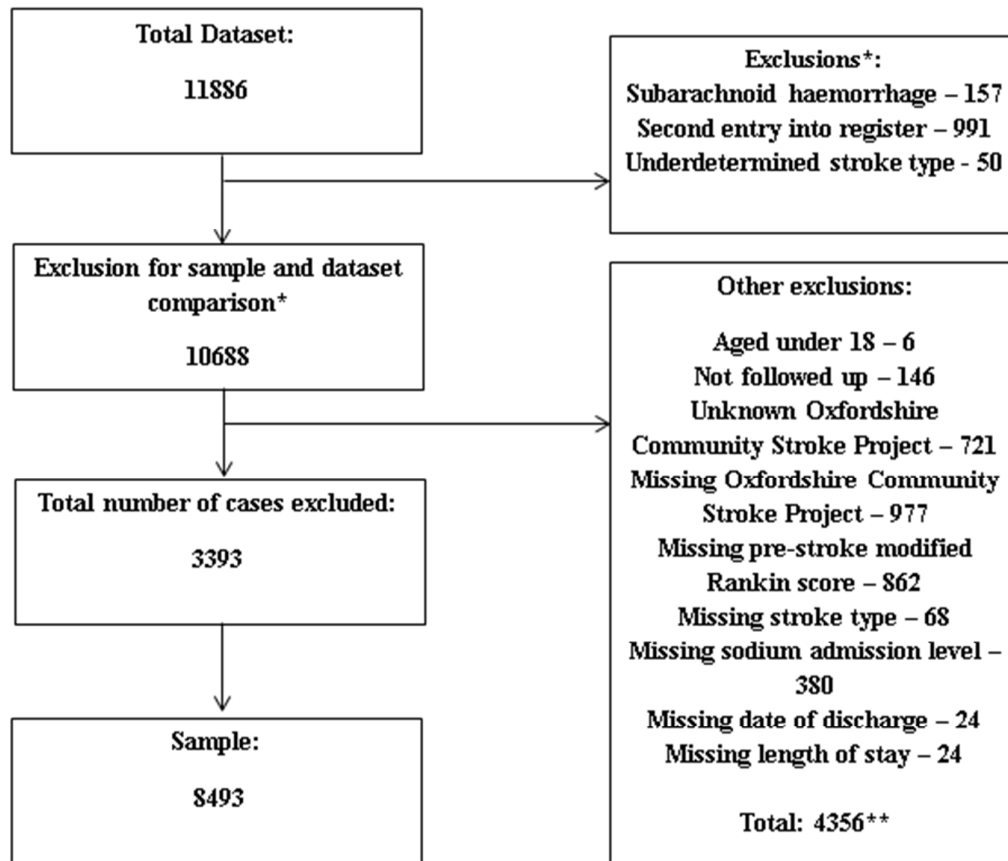 Total Dataset:
11886
Exclusions*:
Subarachnoid haemorrhage – 157
Second entry into register – 991
Underdetermined stroke type - 50
Exclusion for sample and dataset
comparison*
10688
Other exclusions:
Aged under 18 – 6
Not followed up – 146
Unknown Oxfordshire
Community Stroke Project – 721
Missing Oxfordshire Community
Stroke Project – 977
Missing pre-stroke modified
Rankin score – 862
Missing stroke type – 68
Missing sodium admission level –
380
Missing date of discharge – 24
Missing length of stay – 24
Total: 4356**
Total number of cases excluded:
3393
Sample:
8493